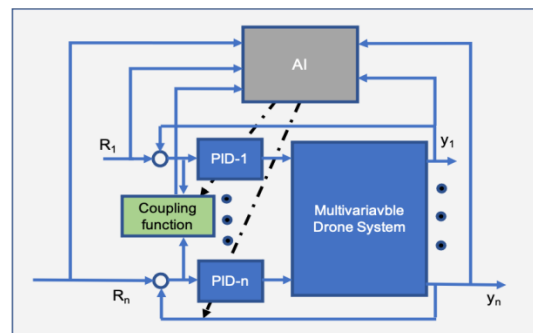 AI
R1
PID-1
y1
Coupling
function
Multivariavble
Drone System
Rn
PID-n
yn